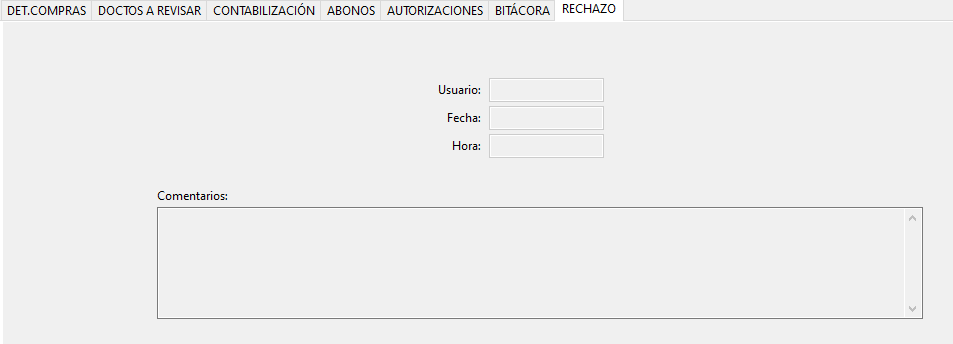 DET.COMPRAS DOCTOS A REVISAR CONTABILIZACIÓN ABONOS AUTORIZACIONES BITÁCORA RECHAZO
Usuario:
Fecha:
Hora:
Comentarios: